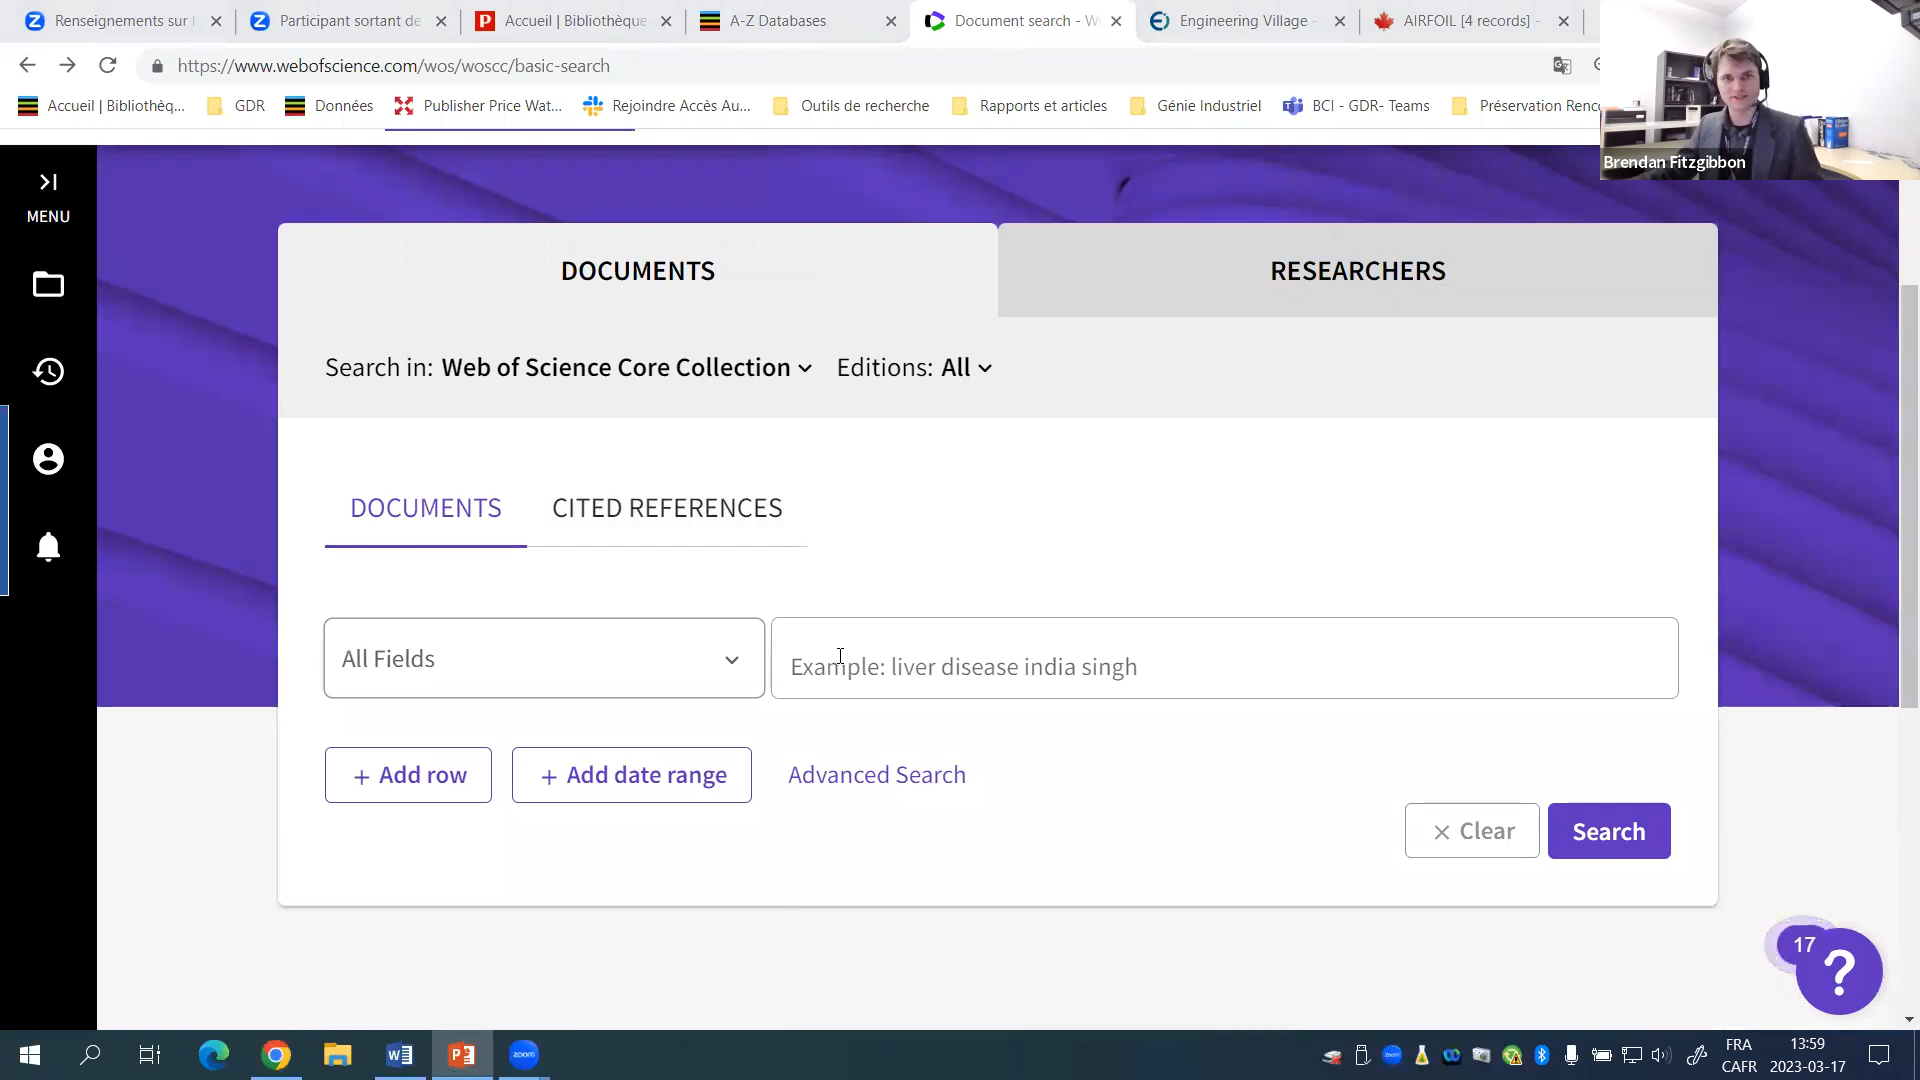 Renseignements sur
Participant sortant de
Accueil | Bibliothèque
A-Z Databases
Document search - W
Engineering Village -
AIRFOIL [4 records] -
https://www.webofscience.com/wos/woscc/basic-search
Accueil | Bibliothèq...
GDR
Données
Publisher Price Wat...
Rejoindre Accès Au...
Outils de recherche
Rapports et articles
Génie Industriel
BCI - GDR- Teams
Préservation Renc
Brendan Fitzgibbon
MENU
DOCUMENTS
RESEARCHERS
Search in: Web of Science Core Collection
Editions: All
DOCUMENTS
CITED REFERENCES
All Fields
Example: liver disease india singh
+ Add row
+ Add date range
Advanced Search
× Clear
Search
17
?
zoom
FRA
CAFR
13:59
2023-03-17